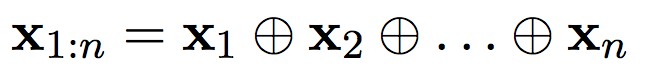 x₁:ₙ = x₁ ⊕ x₂ ⊕ … ⊕ xₙ